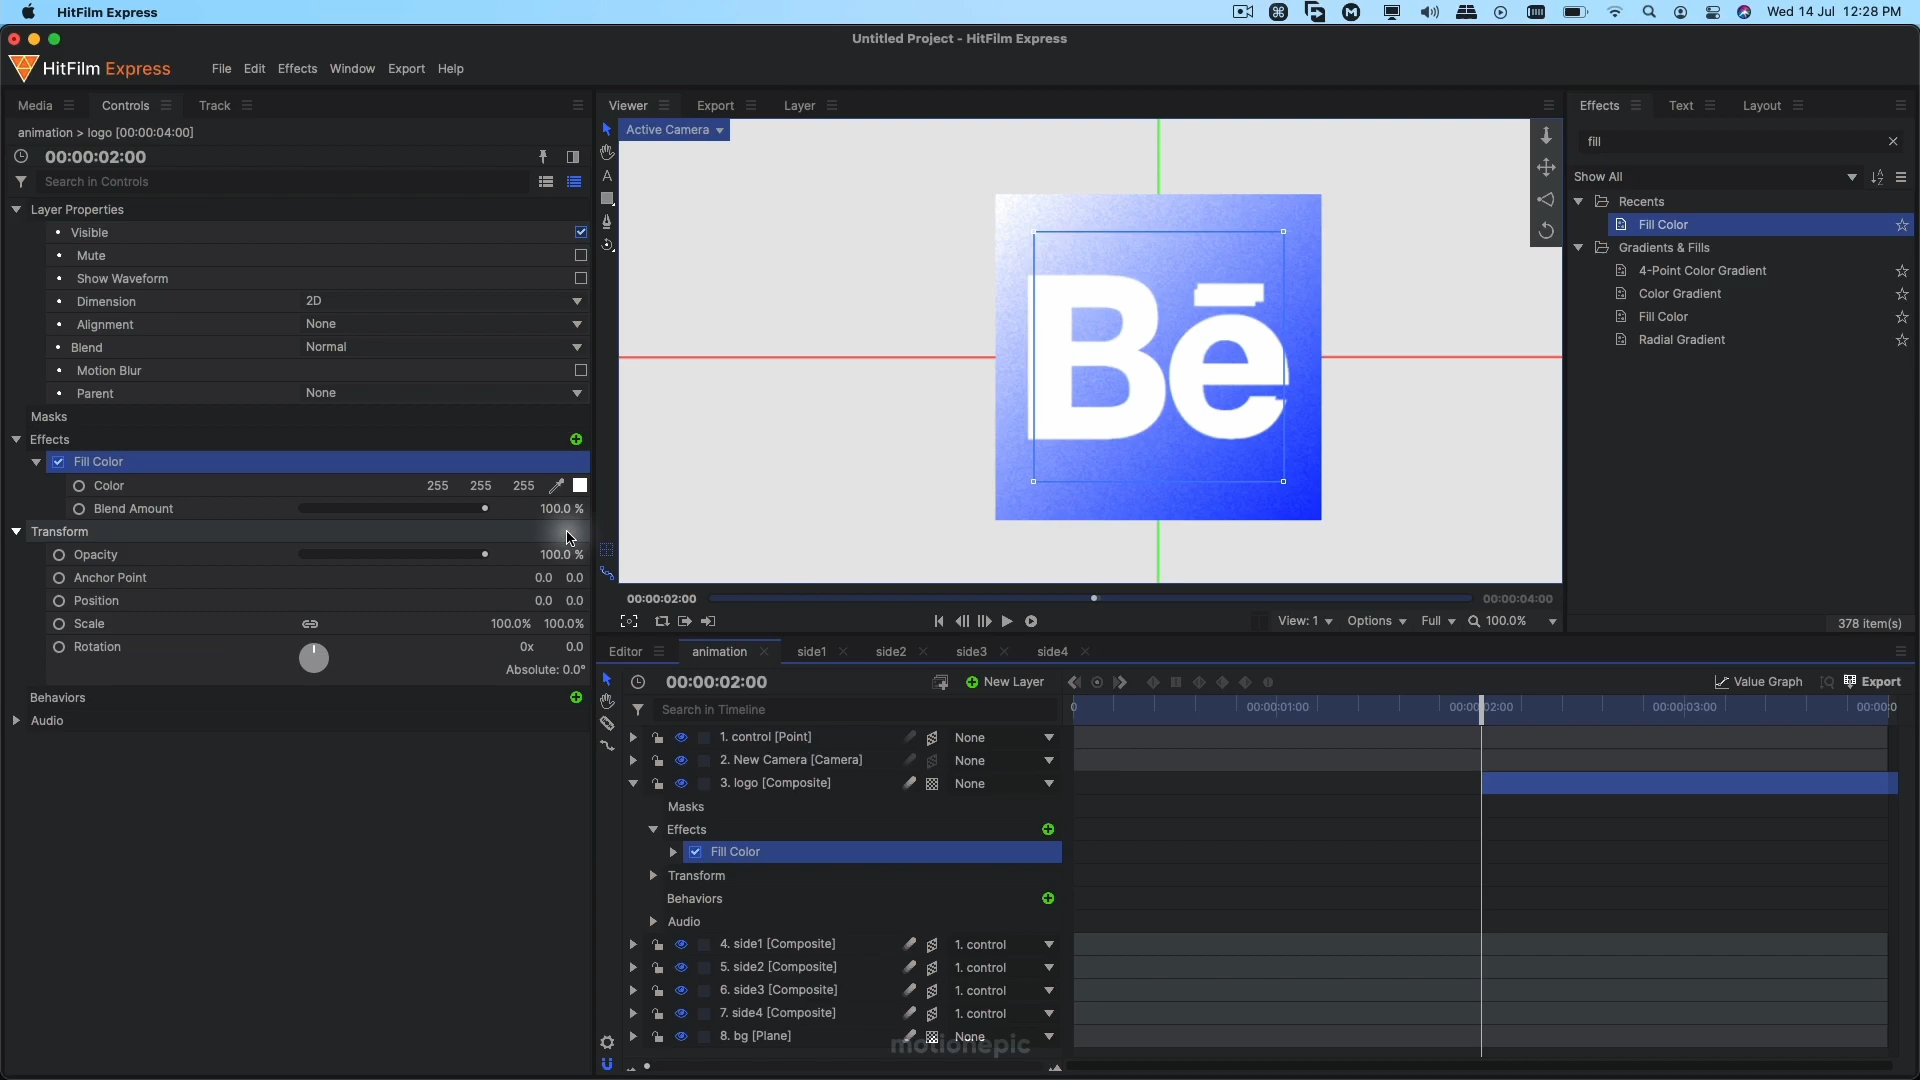 HitFilm Express
Wed 14 Jul 12:28 PM
Untitled Project - HitFilm Express
HitFilm Express
File Edit Effects Window Export Help
Media Controls Track
Viewer Export Layer
Effects Text Layout
animation > logo [00:00:04:00]
Active Camera
fill
00:00:02:00
Search in Controls
Show All
Layer Properties
Recents
Visible
Fill Color
Mute
Gradients & Fills
Show Waveform
4-Point Color Gradient
Dimension 2D
Color Gradient
Alignment None
Fill Color
Blend Normal
Radial Gradient
Motion Blur
Parent None
Bē
Masks
Effects
Fill Color
Color 255 255 255
Blend Amount 100.0 %
Transform
Opacity 100.0 %
Anchor Point 0.0 0.0
Position 0.0 0.0
Scale 100.0% 100.0%
Rotation 0x 0.0
Absolute: 0.0°
Behaviors
Audio
00:00:02:00 00:00:04:00
View: 1 Options Full 100.0%
378 item(s)
Editor animation side1 side2 side3 side4
00:00:02:00 New Layer Value Graph Export
Search in Timeline
0 00:00:01:00 00:00:02:00 00:00:03:00 00:00:0
1. control [Point] None
2. New Camera [Camera] None
3. logo [Composite] None
Masks
Effects
Fill Color
Transform
Behaviors
Audio
4. side1 [Composite] 1. control
5. side2 [Composite] 1. control
6. side3 [Composite] 1. control
7. side4 [Composite] 1. control
8. bg [Plane] None
motionepic